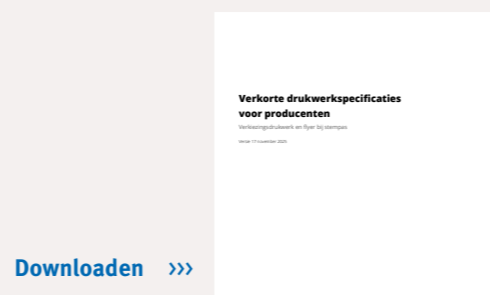 Verkorte drukwerkspecificaties
voor producenten
Verkiezingsdrukwerk en flyer bij stempas
Versie 17 november 2025
Downloaden >>>